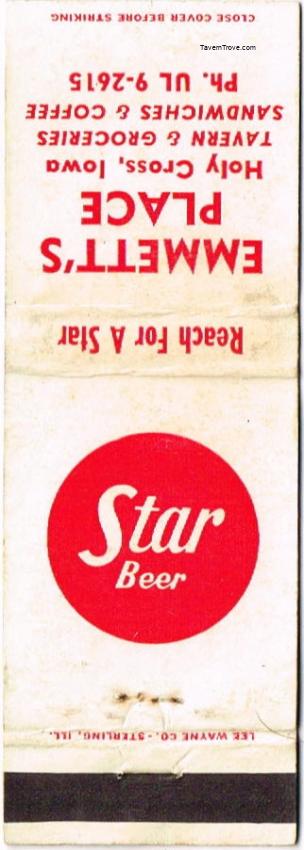 TavernTrove.com
EMMETT'S
PLACE
Holy Cross, Iowa
TAVERN & GROCERIES
SANDWICHES & COFFEE
Ph. UL 9-2615
CLOSE COVER BEFORE STRIKING
Reach For A Star
Star
Beer
LEE WAYNE CO - STERLING, ILL.